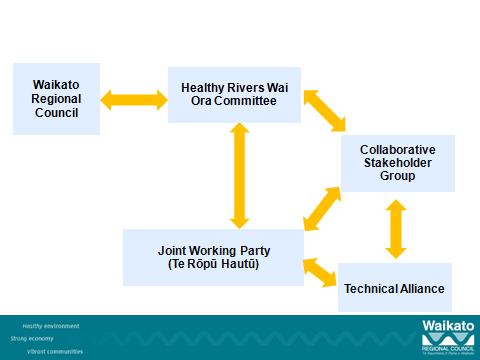 Waikato
Regional
Council
Healthy Rivers Wai
Ora Committee
Collaborative
Stakeholder
Group
Joint Working Party
(Te Rōpū Hautū)
Technical Alliance
Healthy environment
Strong economy
Vibrant communities
Waikato
REGIONAL COUNCIL